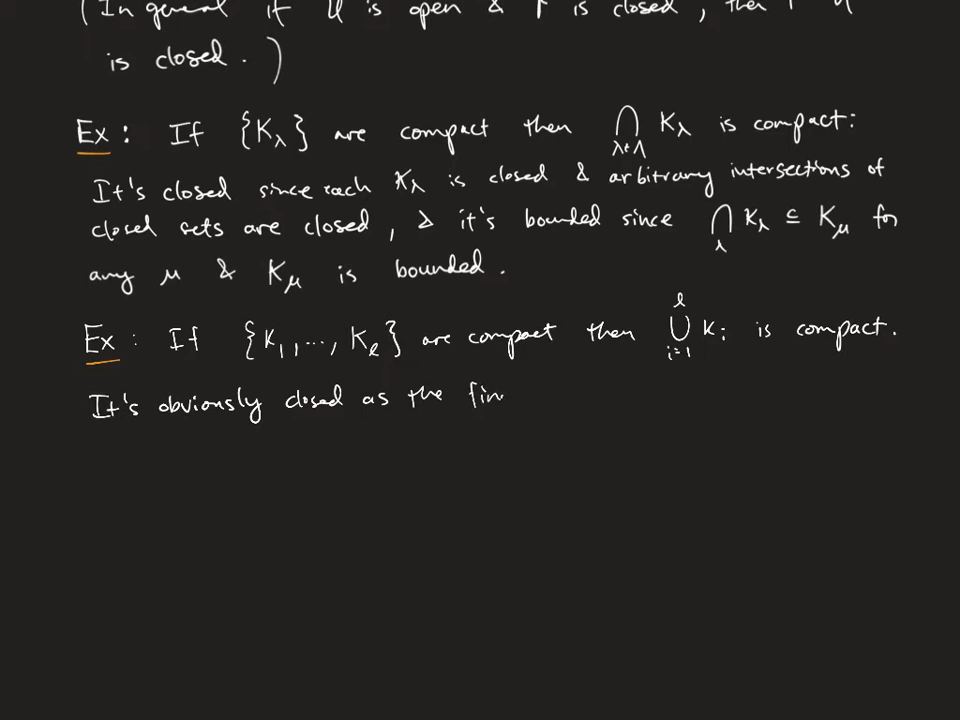 (In general if U is open & F is closed, then F \ U
is closed.)
Ex: If {K_λ} are compact then ⋂_{λ∈Λ} K_λ is compact:
It's closed since each K_λ is closed & arbitrary intersections of
closed sets are closed, & it's bounded since ⋂_λ K_λ ⊆ K_μ for
any μ & K_μ is bounded.
Ex: If {K_1, ..., K_ℓ} are compact then ⋃_{i=1}^ℓ K_i is compact.
It's obviously closed as the fin